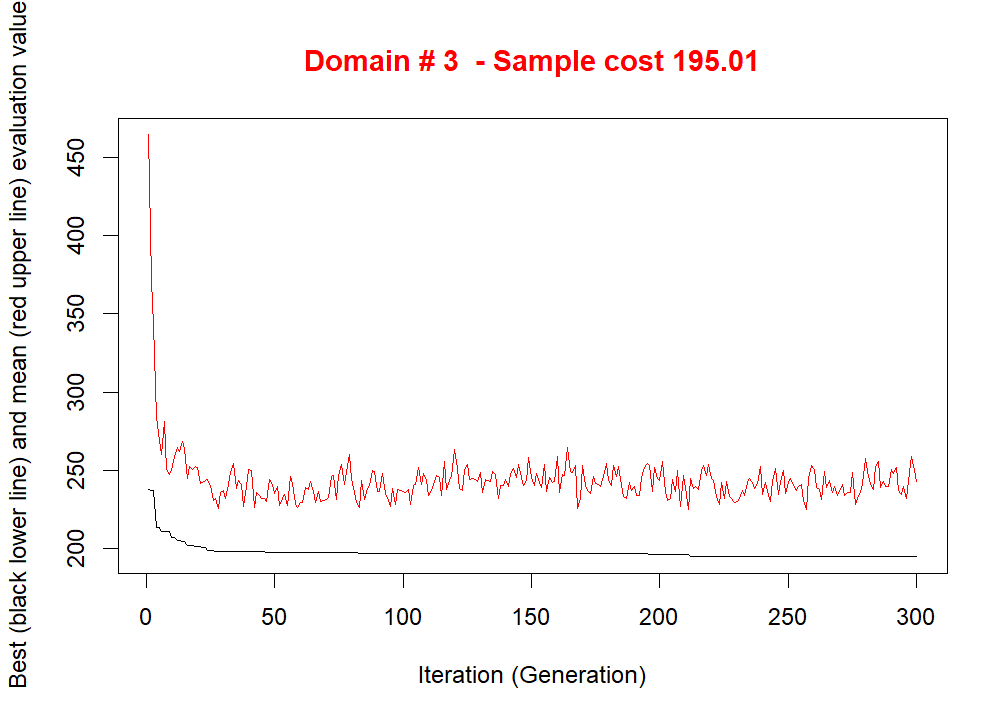 Domain # 3  - Sample cost 195.01
Best (black lower line) and mean (red upper line) evaluation value
450
400
350
300
250
200
0 50 100 150 200 250 300
Iteration (Generation)